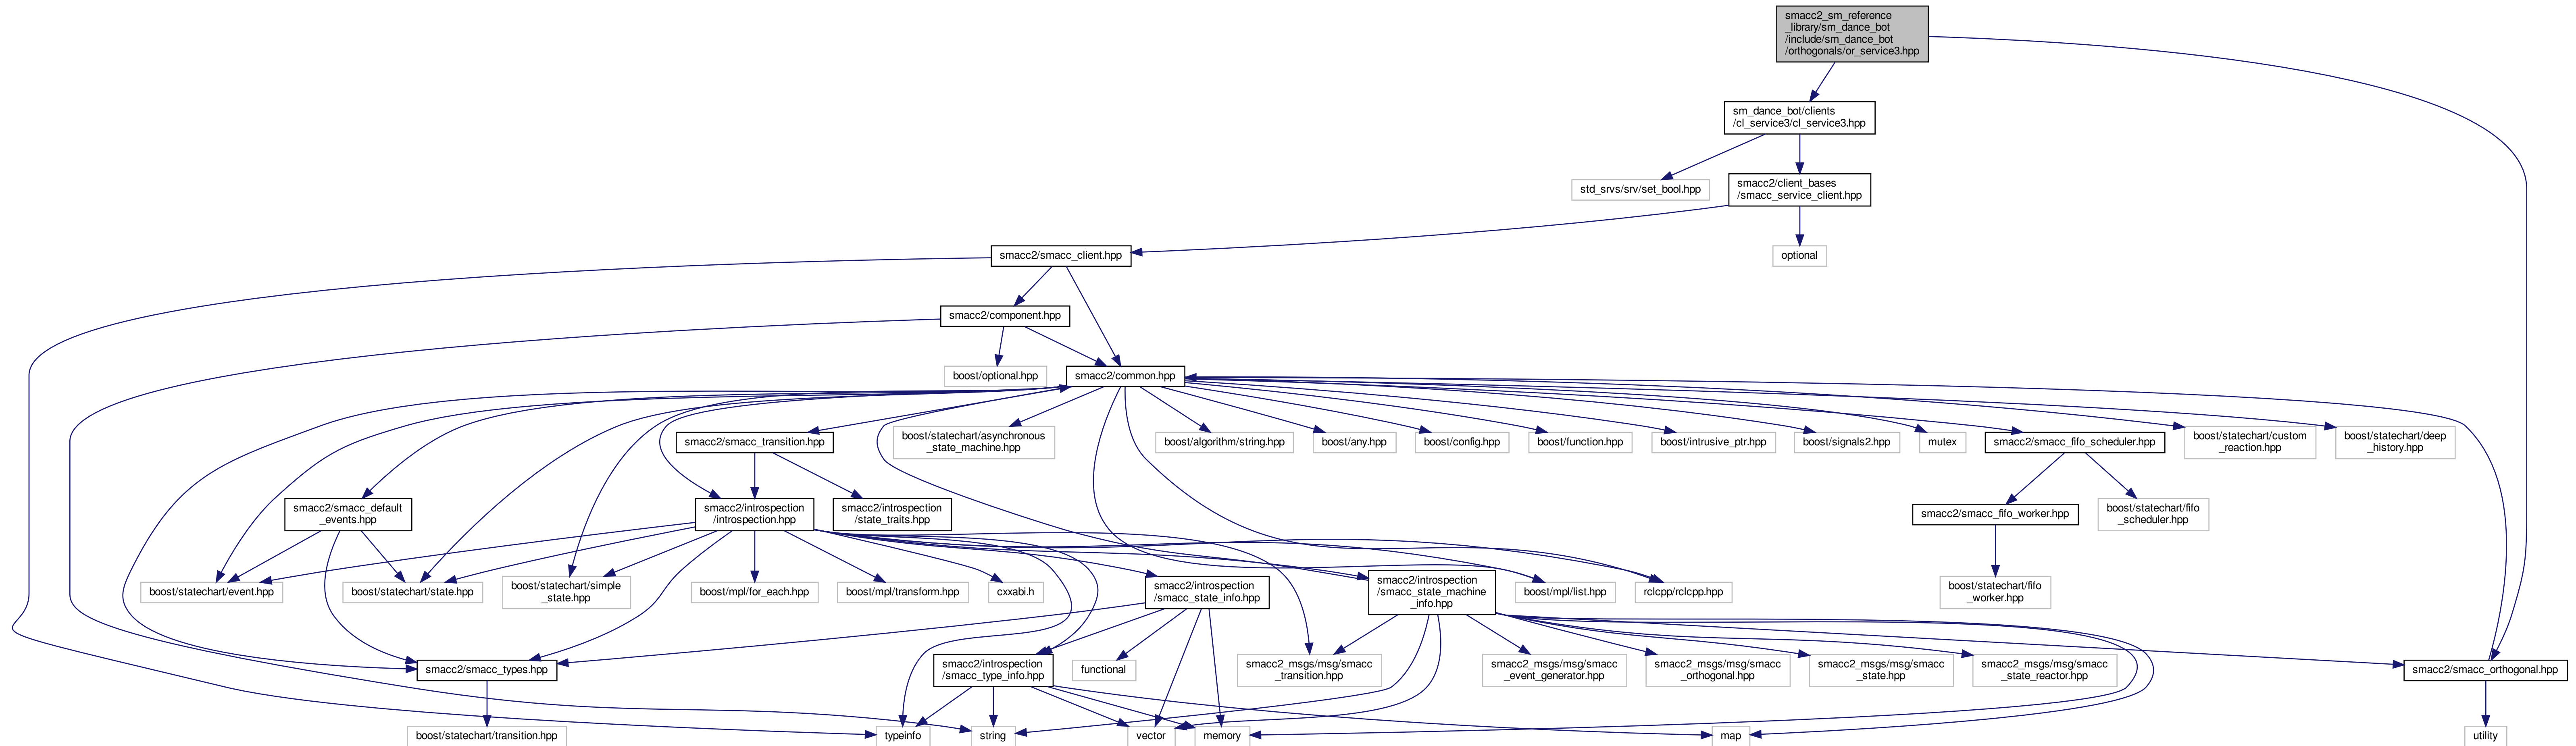 smacc2_sm_reference
_library/sm_dance_bot
/include/sm_dance_bot
/orthogonals/or_service3.hpp
sm_dance_bot/clients
/cl_service3/cl_service3.hpp
std_srvs/srv/set_bool.hpp
smacc2/client_bases
/smacc_service_client.hpp
smacc2/smacc_client.hpp
optional
smacc2/component.hpp
boost/optional.hpp
smacc2/common.hpp
smacc2/smacc_transition.hpp
boost/statechart/asynchronous
_state_machine.hpp
boost/algorithm/string.hpp
boost/any.hpp
boost/config.hpp
boost/function.hpp
boost/intrusive_ptr.hpp
boost/signals2.hpp
mutex
smacc2/smacc_fifo_scheduler.hpp
boost/statechart/custom
_reaction.hpp
boost/statechart/deep
_history.hpp
smacc2/smacc_default
_events.hpp
smacc2/introspection
/introspection.hpp
smacc2/introspection
/state_traits.hpp
smacc2/smacc_fifo_worker.hpp
boost/statechart/fifo
_scheduler.hpp
boost/statechart/event.hpp
boost/statechart/state.hpp
boost/statechart/simple
_state.hpp
boost/mpl/for_each.hpp
boost/mpl/transform.hpp
cxxabi.h
smacc2/introspection
/smacc_state_info.hpp
smacc2/introspection
/smacc_state_machine
_info.hpp
boost/mpl/list.hpp
rclcpp/rclcpp.hpp
boost/statechart/fifo
_worker.hpp
smacc2/smacc_types.hpp
smacc2/introspection
/smacc_type_info.hpp
functional
smacc2_msgs/msg/smacc
_transition.hpp
smacc2_msgs/msg/smacc
_event_generator.hpp
smacc2_msgs/msg/smacc
_orthogonal.hpp
smacc2_msgs/msg/smacc
_state.hpp
smacc2_msgs/msg/smacc
_state_reactor.hpp
smacc2/smacc_orthogonal.hpp
boost/statechart/transition.hpp
typeinfo
string
vector
memory
map
utility